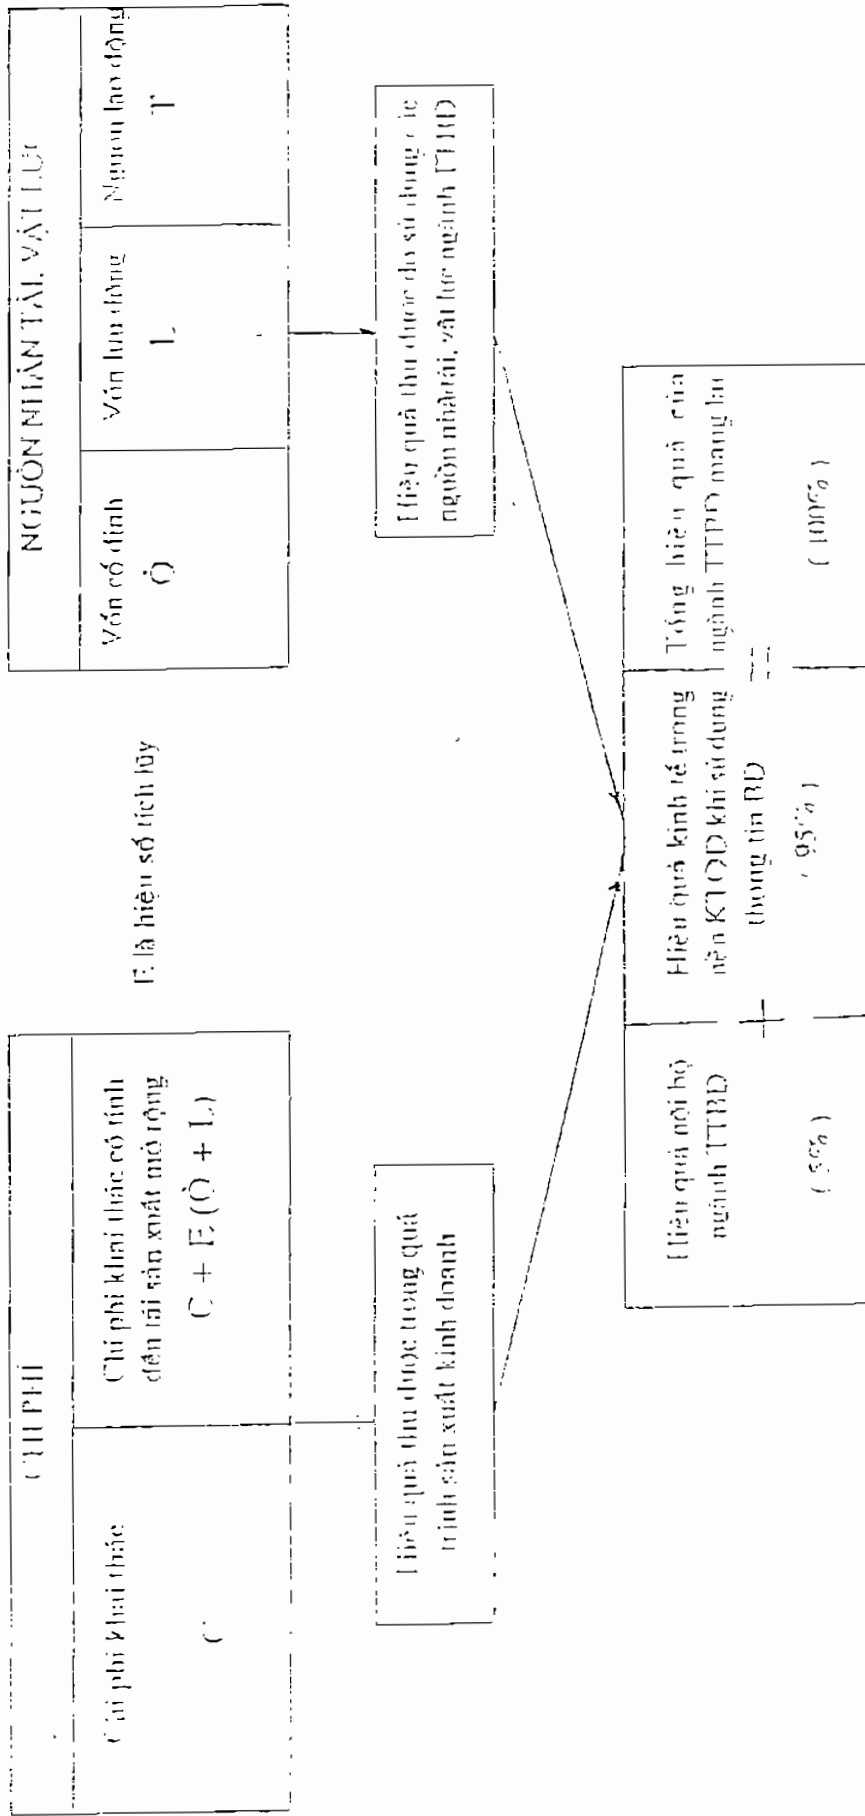 CHI PHÍ
Chi phí khai thác
C
Chi phí khai thác có tính
đến tái sản xuất mở rộng
C + E (Ô + L)
E là hiệu số tích lũy
NGUỒN NHÂN TÀI, VẬT LỰC
Vốn cố định
Ô
Vốn lưu động
L
Nguồn lao động
T
Hiệu quả thu được trong quá
trình sản xuất kinh doanh
Hiệu quả thu được do sử dụng các
nguồn nhân tài, vật lực ngành TTBĐ
Hiệu quả nội bộ
ngành TTBĐ
( 5% )
+
Hiệu quả kinh tế trong
nền KTQD khi sử dụng
thông tin BĐ
( 95% )
=
Tổng hiệu quả của
ngành TTBĐ mang lại
( 100% )